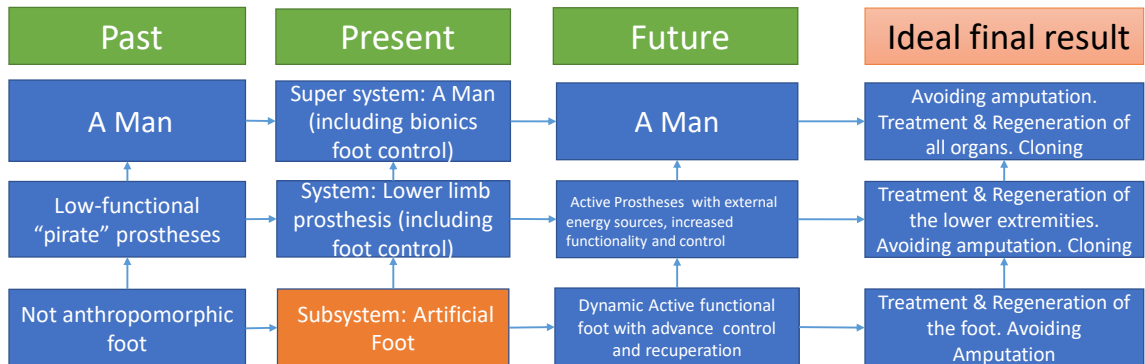 Past
Present
Future
Ideal final result
A Man
Super system: A Man
(including bionics
foot control)
A Man
Avoiding amputation.
Treatment & Regeneration of
all organs. Cloning
Low-functional
“pirate” prostheses
System: Lower limb
prosthesis (including
foot control)
Active Prostheses with external
energy sources, increased
functionality and control
Treatment & Regeneration of
the lower extremities.
Avoiding amputation. Cloning
Not anthropomorphic
foot
Subsystem: Artificial
Foot
Dynamic Active functional
foot with advance control
and recuperation
Treatment & Regeneration of
the foot. Avoiding
Amputation